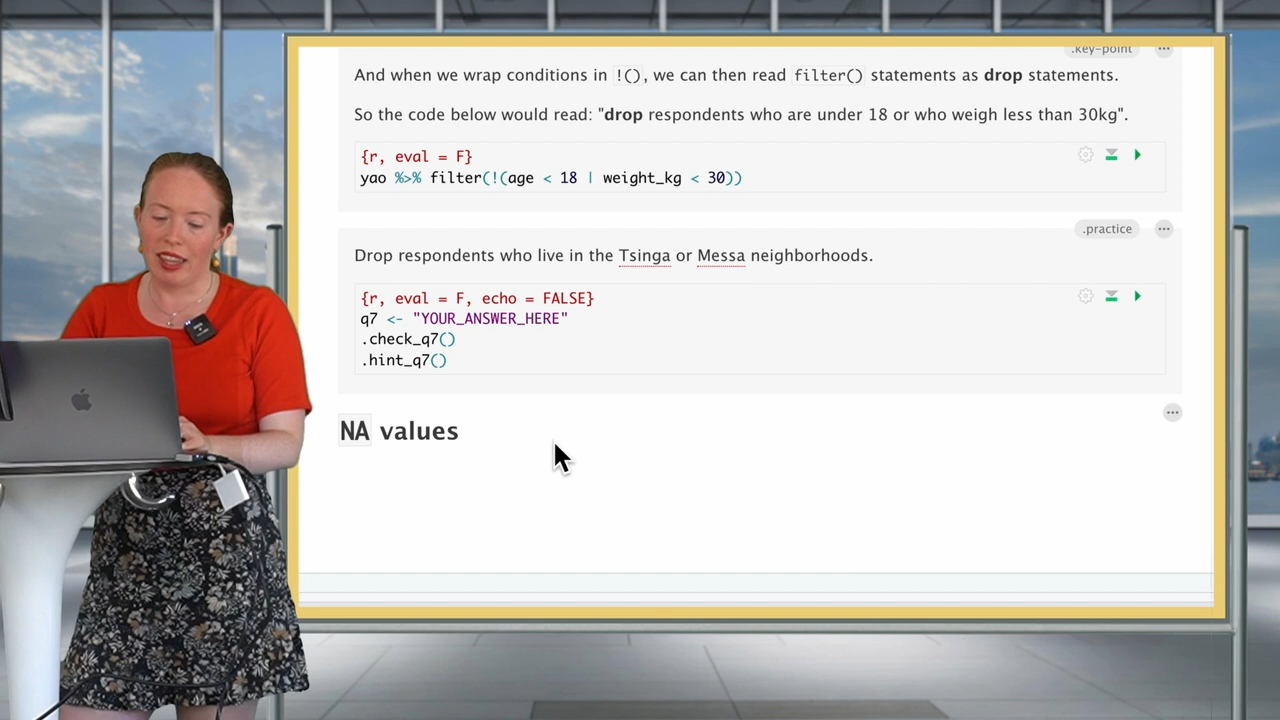 .key-point
And when we wrap conditions in !(), we can then read filter() statements as drop statements.
So the code below would read: "drop respondents who are under 18 or who weigh less than 30kg".
{r, eval = F}
yao %>% filter(!(age < 18 | weight_kg < 30))
.practice
Drop respondents who live in the Tsinga or Messa neighborhoods.
{r, eval = F, echo = FALSE}
q7 <- "YOUR_ANSWER_HERE"
.check_q7()
.hint_q7()
NA values